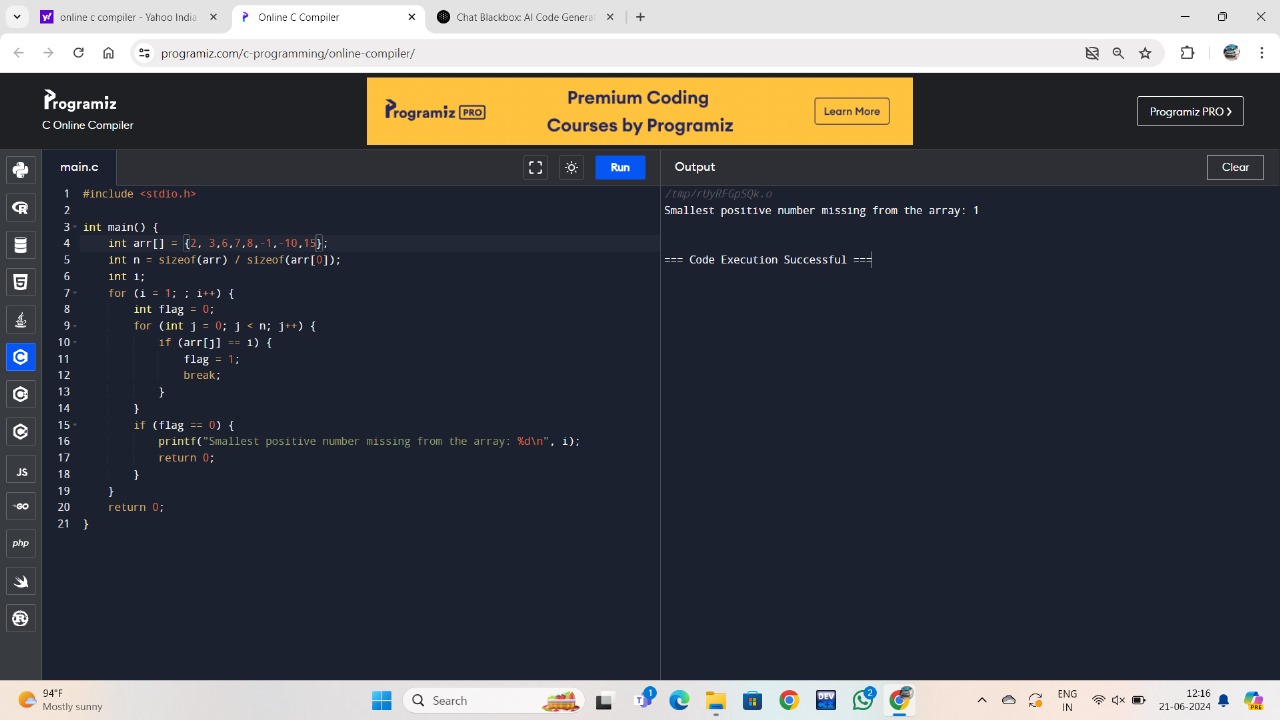 online c compiler - Yahoo India
Online C Compiler
Chat Blackbox: AI Code Generat
programiz.com/c-programming/online-compiler/
Programiz
C Online Compiler
Programiz PRO
Premium Coding
Courses by Programiz
Learn More
Programiz PRO
main.c
Run
Output
Clear
1 #include <stdio.h>
2
3 int main() {
4 int arr[] = {2, 3,6,7,8,-1,-10,15};
5 int n = sizeof(arr) / sizeof(arr[0]);
6 int i;
7 for (i = 1; ; i++) {
8 int flag = 0;
9 for (int j = 0; j < n; j++) {
10 if (arr[j] == i) {
11 flag = 1;
12 break;
13 }
14 }
15 if (flag == 0) {
16 printf("Smallest positive number missing from the array: %d\n", i);
17 return 0;
18 }
19 }
20 return 0;
21 }
/tmp/rUyRFGpSQk.o
Smallest positive number missing from the array: 1
=== Code Execution Successful ===
JS
GO
php
94°F
Mostly sunny
Search
1
DEV
2
ENG
IN
12:16
21-06-2024
PRE